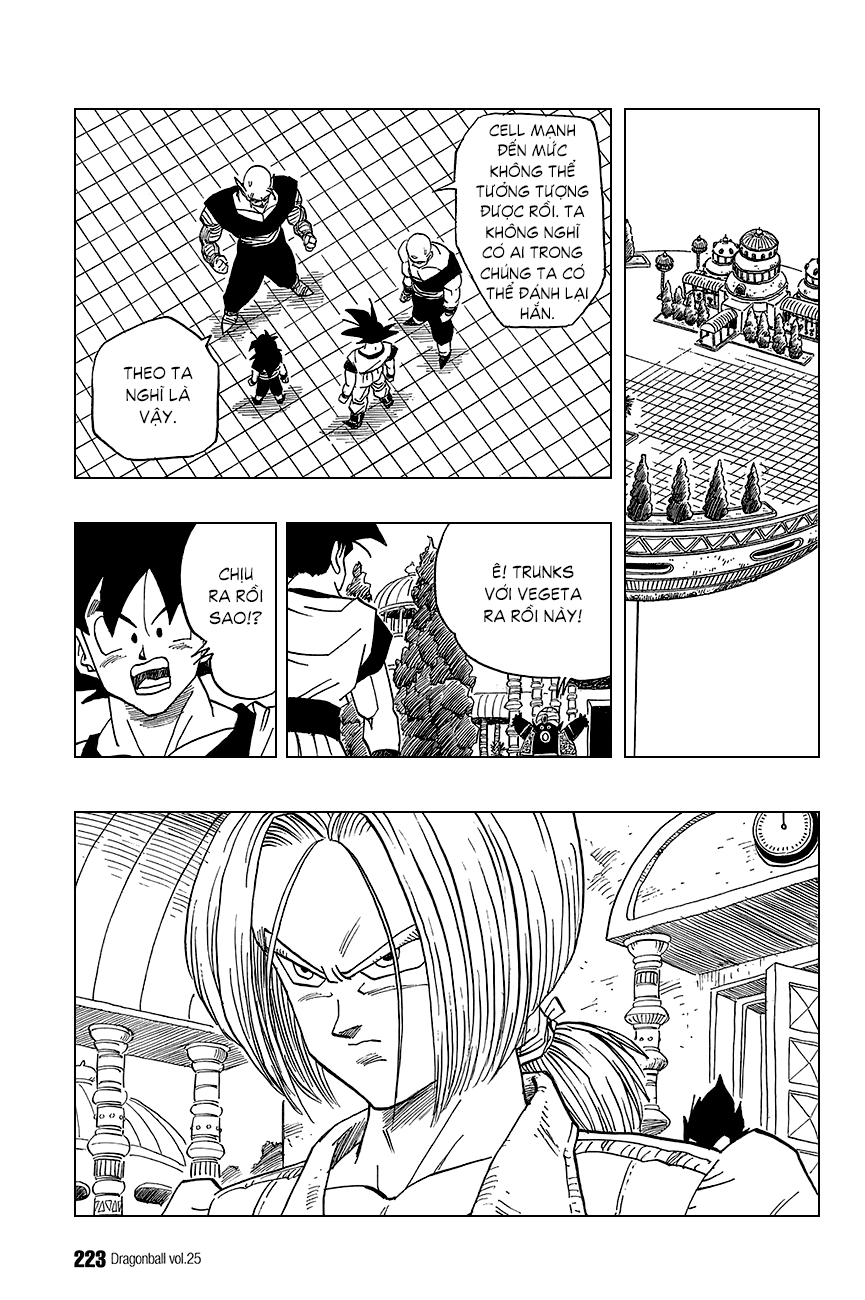 CELL MẠNH
ĐẾN MỨC
KHÔNG THỂ
TƯỞNG TƯỢNG
ĐƯỢC RỒI. TA
KHÔNG NGHĨ
CÓ AI TRONG
CHÚNG TA CÓ
THỂ ĐÁNH LẠI
HẮN.
THEO TA
NGHĨ LÀ
VẬY.
CHỊU
RA RỒI
SAO!?
Ê! TRUNKS
VỚI VEGETA
RA RỒI NÀY!
223 Dragonball vol.25